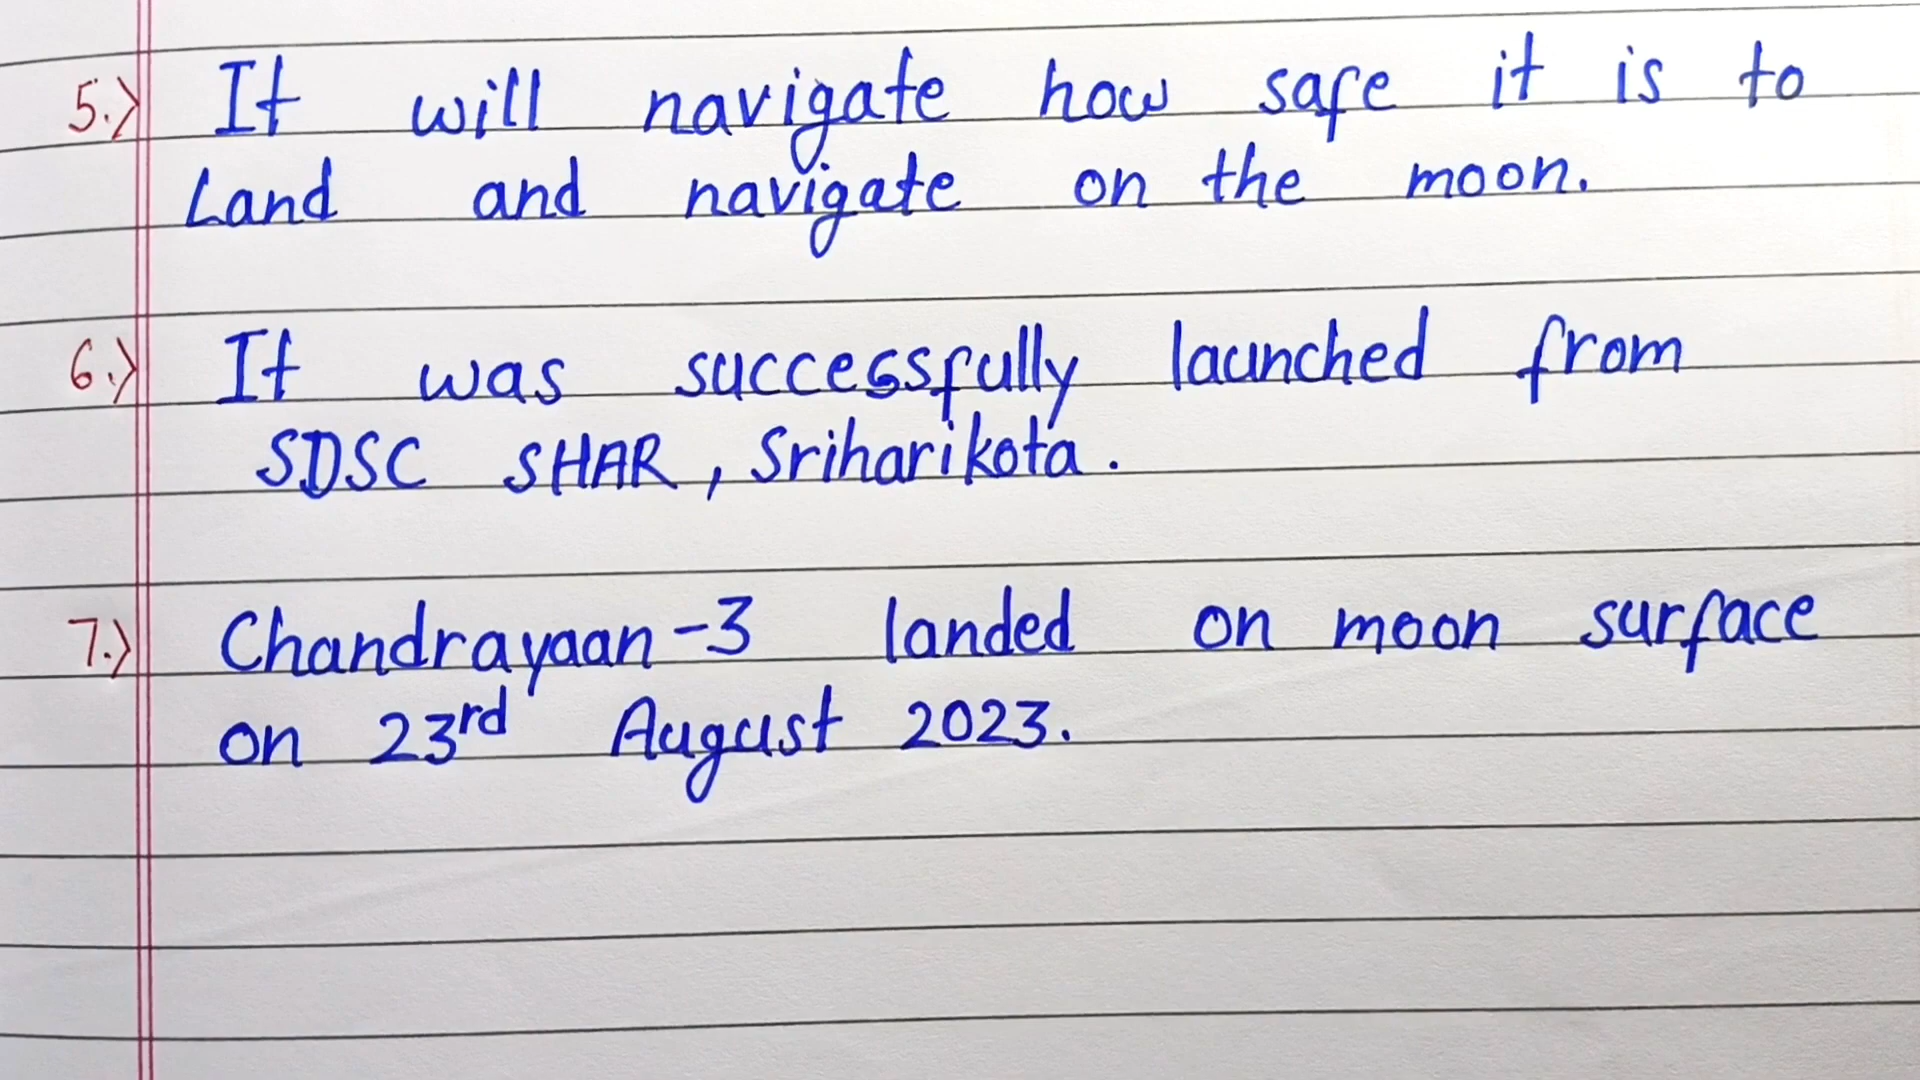 5.) It will navigate how safe it is to
Land and navigate on the moon.
6.) It was successfully launched from
SDSC SHAR, Sriharikota.
7.) Chandrayaan-3 landed on moon surface
on 23rd August 2023.